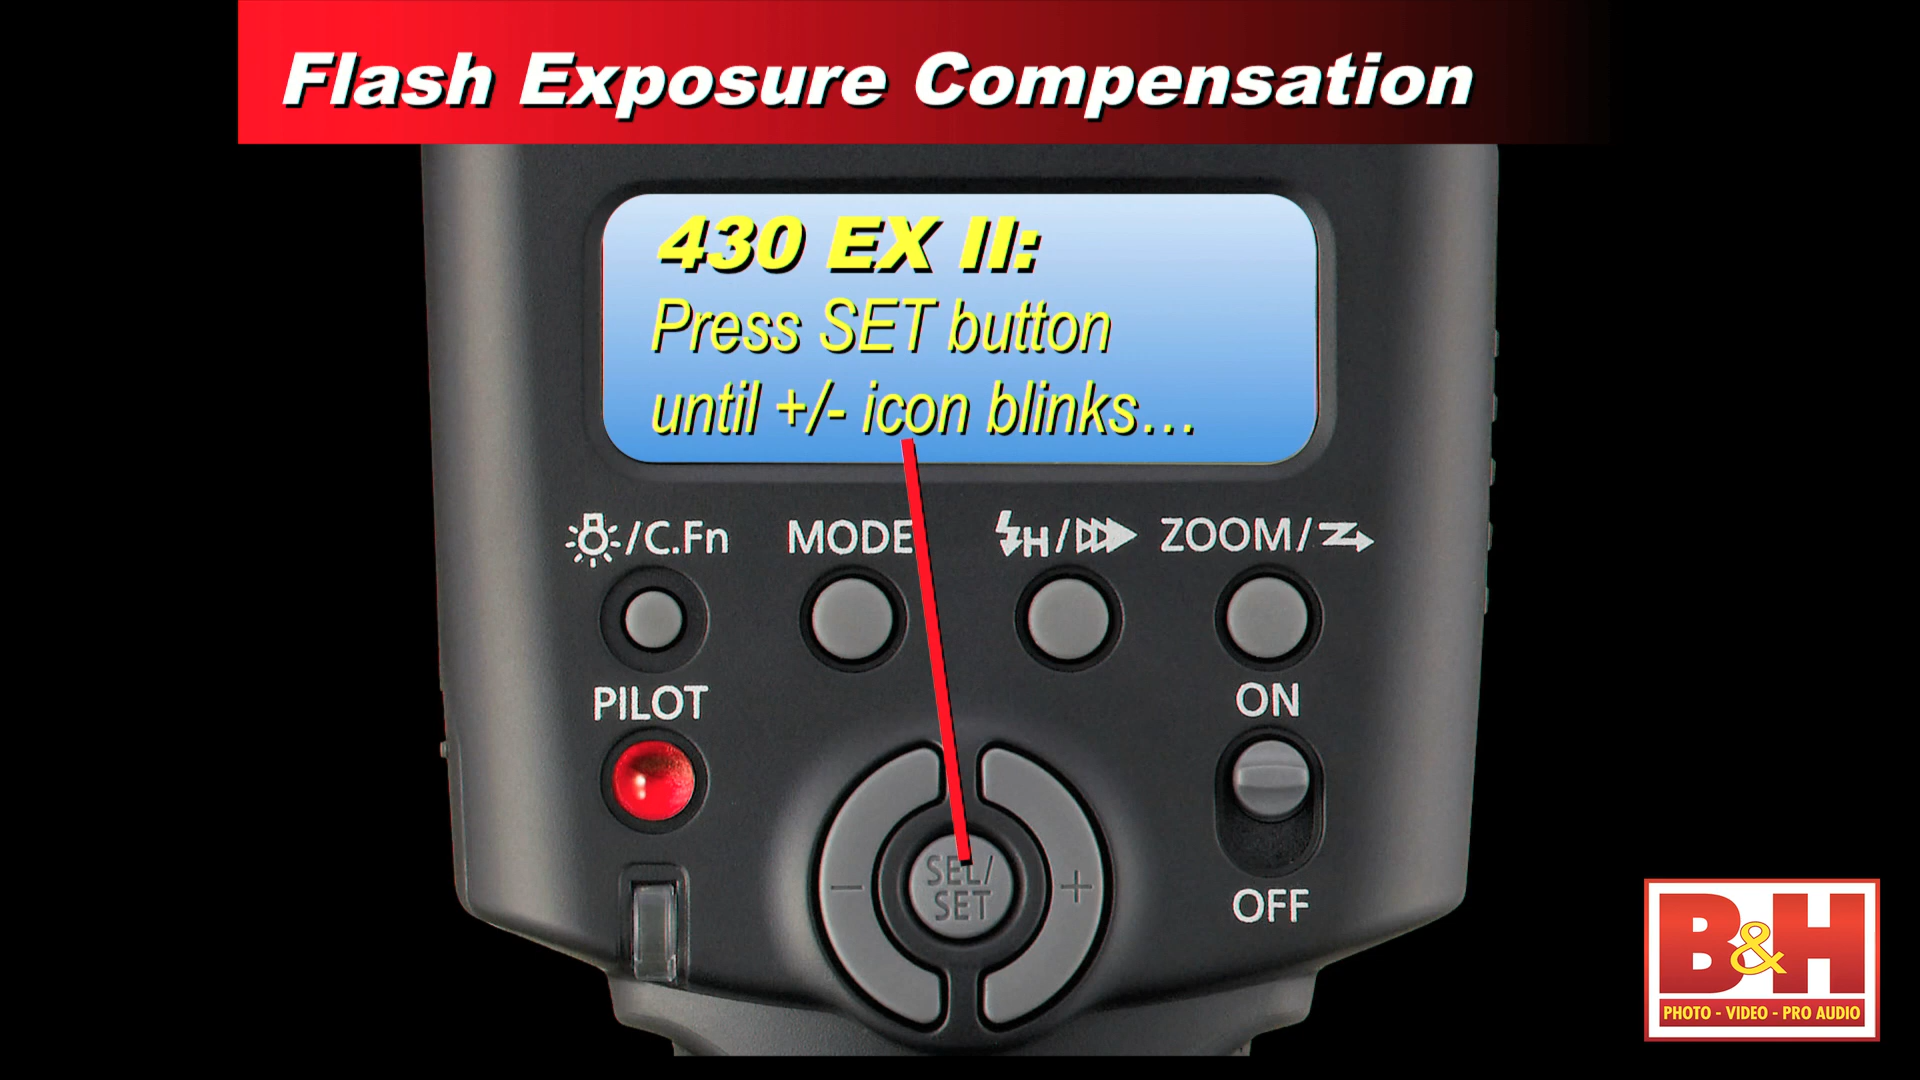 Flash Exposure Compensation
430 EX II:
Press SET button
until +/- icon blinks...
/C.Fn
MODE
H/
ZOOM/
PILOT
ON
SEL/
SET
- +
OFF
B&H
PHOTO - VIDEO - PRO AUDIO